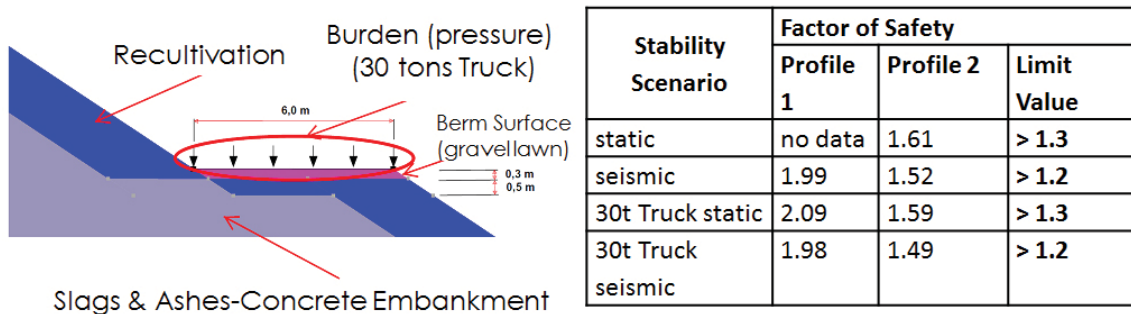 Recultivation
Burden (pressure)
(30 tons Truck)
6,0 m
Berm Surface
(gravellawn)
0,3 m
0,5 m
Slags & Ashes-Concrete Embankment
Stability
Scenario
Factor of Safety
Profile
1
Profile 2
Limit
Value
static no data 1.61 > 1.3
seismic 1.99 1.52 > 1.2
30t Truck static 2.09 1.59 > 1.3
30t Truck 1.98 1.49 > 1.2
seismic